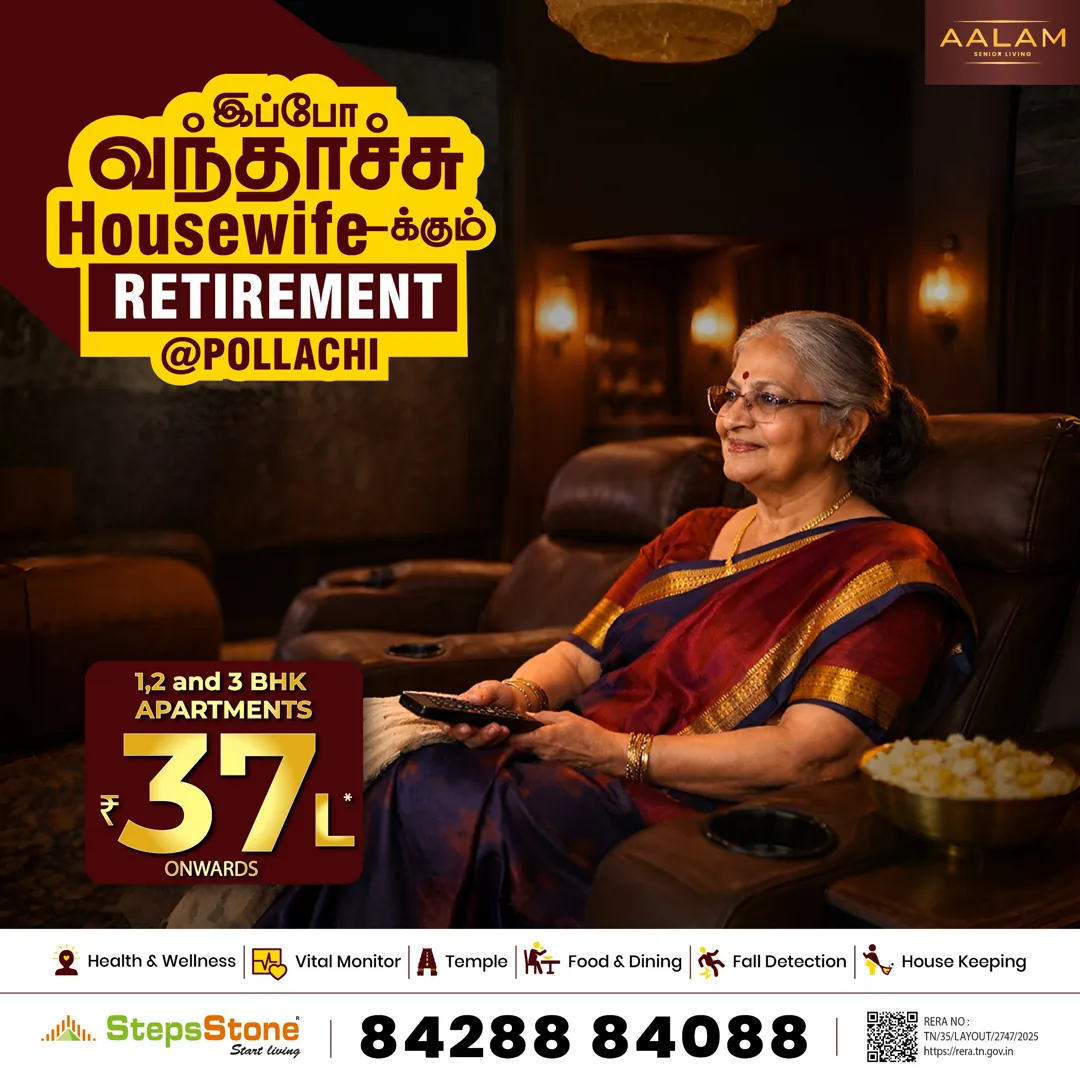 AALAM
SENIOR LIVING
இப்போ
வந்தாச்சு
Housewife-க்கும்
RETIREMENT
@POLLACHI
1,2 and 3 BHK
APARTMENTS
₹37L*
ONWARDS
Health & Wellness
Vital Monitor
Temple
Food & Dining
Fall Detection
House Keeping
StepsStone®
Start living
84288 84088
RERA NO :
TN/35/LAYOUT/2747/2025
https://rera.tn.gov.in